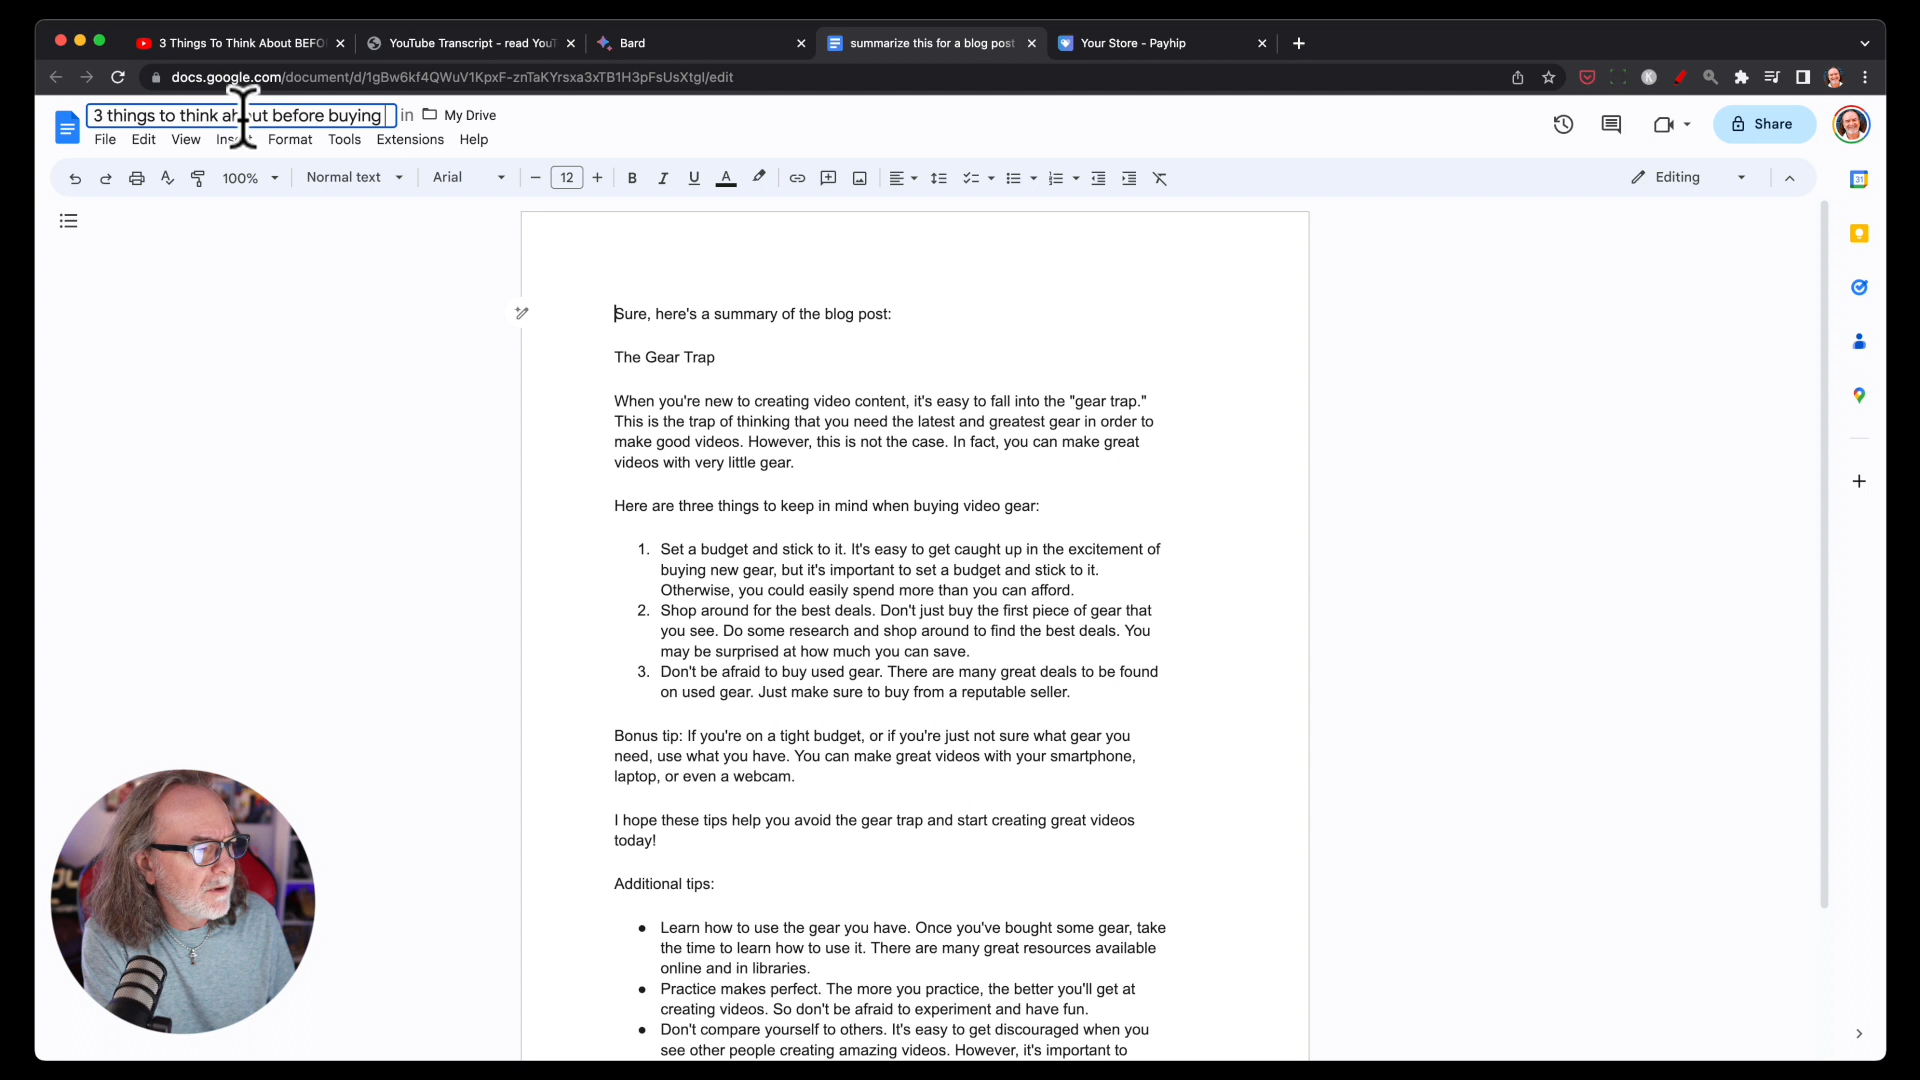 3 Things To Think About BEFO
YouTube Transcript - read YouT
Bard
summarize this for a blog post
Your Store - Payhip
docs.google.com/document/d/1gBw6kf4QWuV1KpxF-znTaKYrsxa3xTB1H3pFsUsXtgI/edit
3 things to think about before buying
in
My Drive
File
Edit
View
Format
Tools
Extensions
Help
Share
100%
Normal text
Arial
12
Editing
Sure, here's a summary of the blog post:
The Gear Trap
When you're new to creating video content, it's easy to fall into the "gear trap."
This is the trap of thinking that you need the latest and greatest gear in order to
make good videos. However, this is not the case. In fact, you can make great
videos with very little gear.
Here are three things to keep in mind when buying video gear:
1. Set a budget and stick to it. It's easy to get caught up in the excitement of
buying new gear, but it's important to set a budget and stick to it.
Otherwise, you could easily spend more than you can afford.
2. Shop around for the best deals. Don't just buy the first piece of gear that
you see. Do some research and shop around to find the best deals. You
may be surprised at how much you can save.
3. Don't be afraid to buy used gear. There are many great deals to be found
on used gear. Just make sure to buy from a reputable seller.
Bonus tip: If you're on a tight budget, or if you're just not sure what gear you
need, use what you have. You can make great videos with your smartphone,
laptop, or even a webcam.
I hope these tips help you avoid the gear trap and start creating great videos
today!
Additional tips:
● Learn how to use the gear you have. Once you've bought some gear, take
the time to learn how to use it. There are many great resources available
online and in libraries.
● Practice makes perfect. The more you practice, the better you'll get at
creating videos. So don't be afraid to experiment and have fun.
● Don't compare yourself to others. It's easy to get discouraged when you
see other people creating amazing videos. However, it's important to